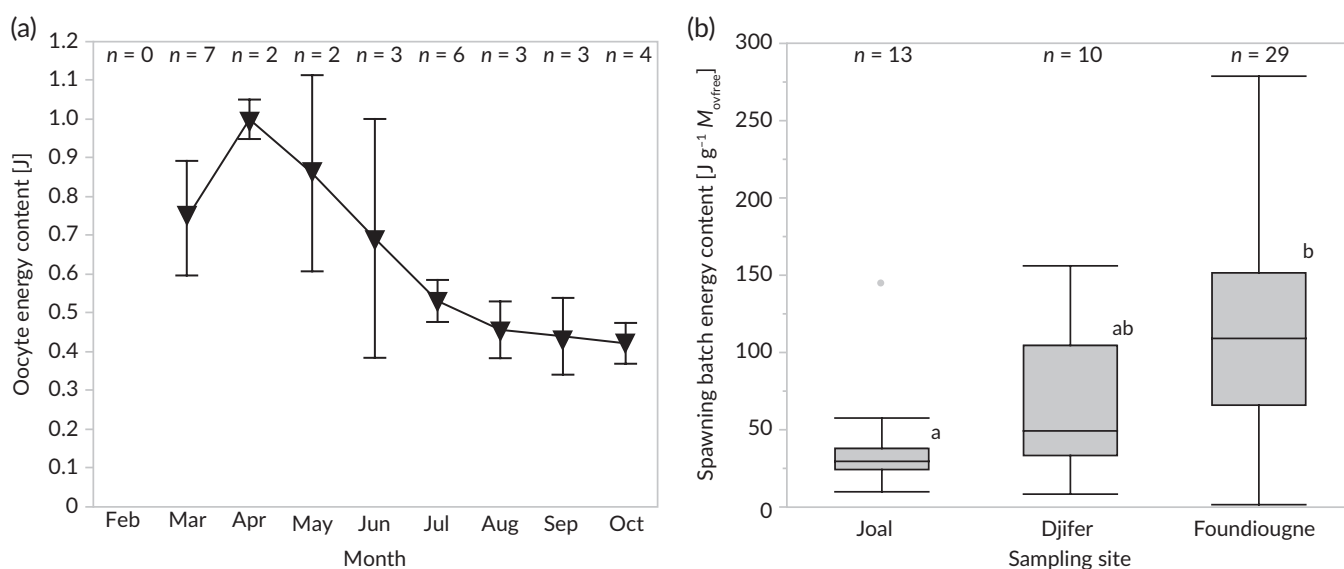 (a)
Oocyte energy content [J]
1.2
1.1
1.0
0.9
0.8
0.7
0.6
0.5
0.4
0.3
0.2
0.1
0
n = 0 n = 7 n = 2 n = 2 n = 3 n = 6 n = 3 n = 3 n = 4
Feb Mar Apr May Jun Jul Aug Sep Oct
Month
(b)
Spawning batch energy content [J g⁻¹ M_ovfree]
300
250
200
150
100
50
0
n = 13 n = 10 n = 29
a
ab
b
Joal Djifer Foundiougne
Sampling site